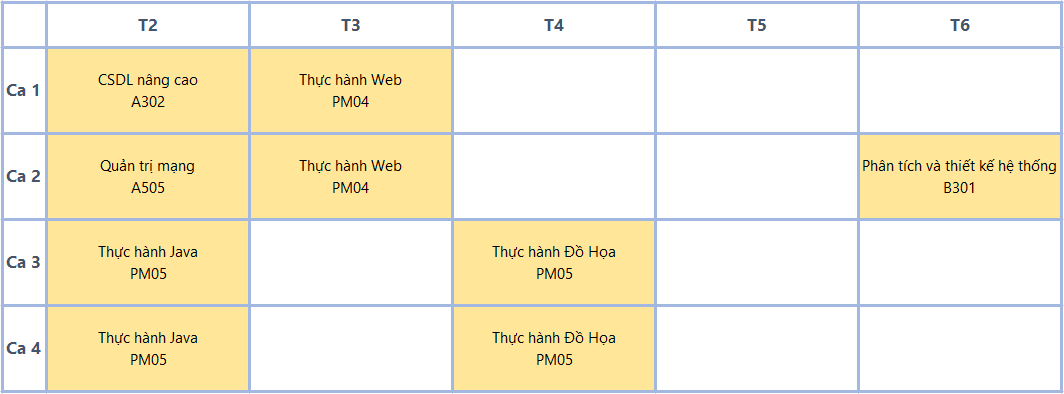 T2
T3
T4
T5
T6
Ca 1
CSDL nâng cao
A302
Thực hành Web
PM04
Ca 2
Quản trị mạng
A505
Thực hành Web
PM04
Phân tích và thiết kế hệ thống
B301
Ca 3
Thực hành Java
PM05
Thực hành Đồ Họa
PM05
Ca 4
Thực hành Java
PM05
Thực hành Đồ Họa
PM05